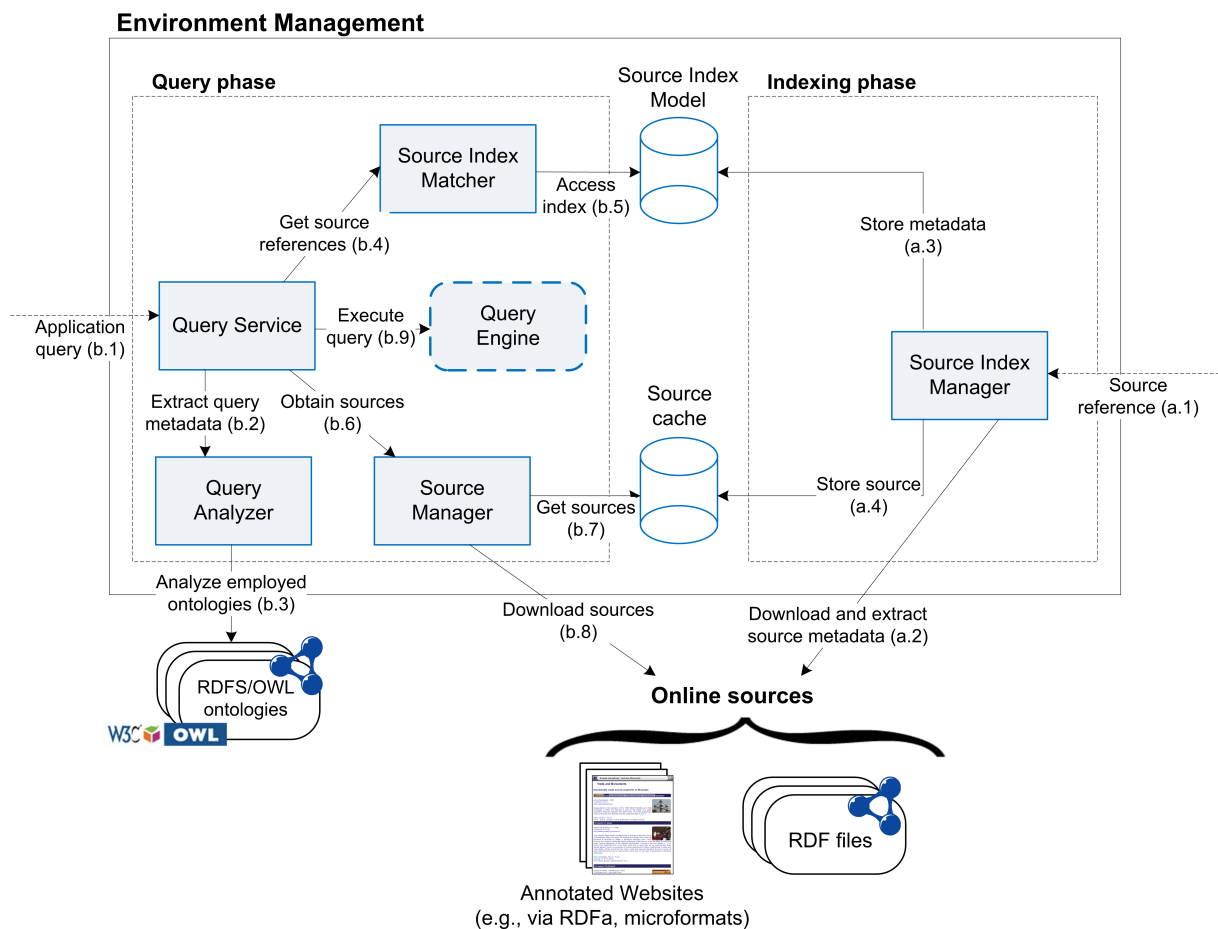 Environment Management
Query phase
Source Index
Model
Indexing phase
Source Index
Matcher
Access
index (b.5)
Get source
references (b.4)
Store metadata
(a.3)
Application
query (b.1)
Query Service
Execute
query (b.9)
Query
Engine
Source Index
Manager
Source
reference (a.1)
Extract query
metadata (b.2)
Obtain sources
(b.6)
Source
cache
Query
Analyzer
Source
Manager
Get sources
(b.7)
Store source
(a.4)
Analyze employed
ontologies (b.3)
Download sources
(b.8)
Download and extract
source metadata (a.2)
RDFS/OWL
ontologies
W3C OWL
Online sources
RDF files
Annotated Websites
(e.g., via RDFa, microformats)